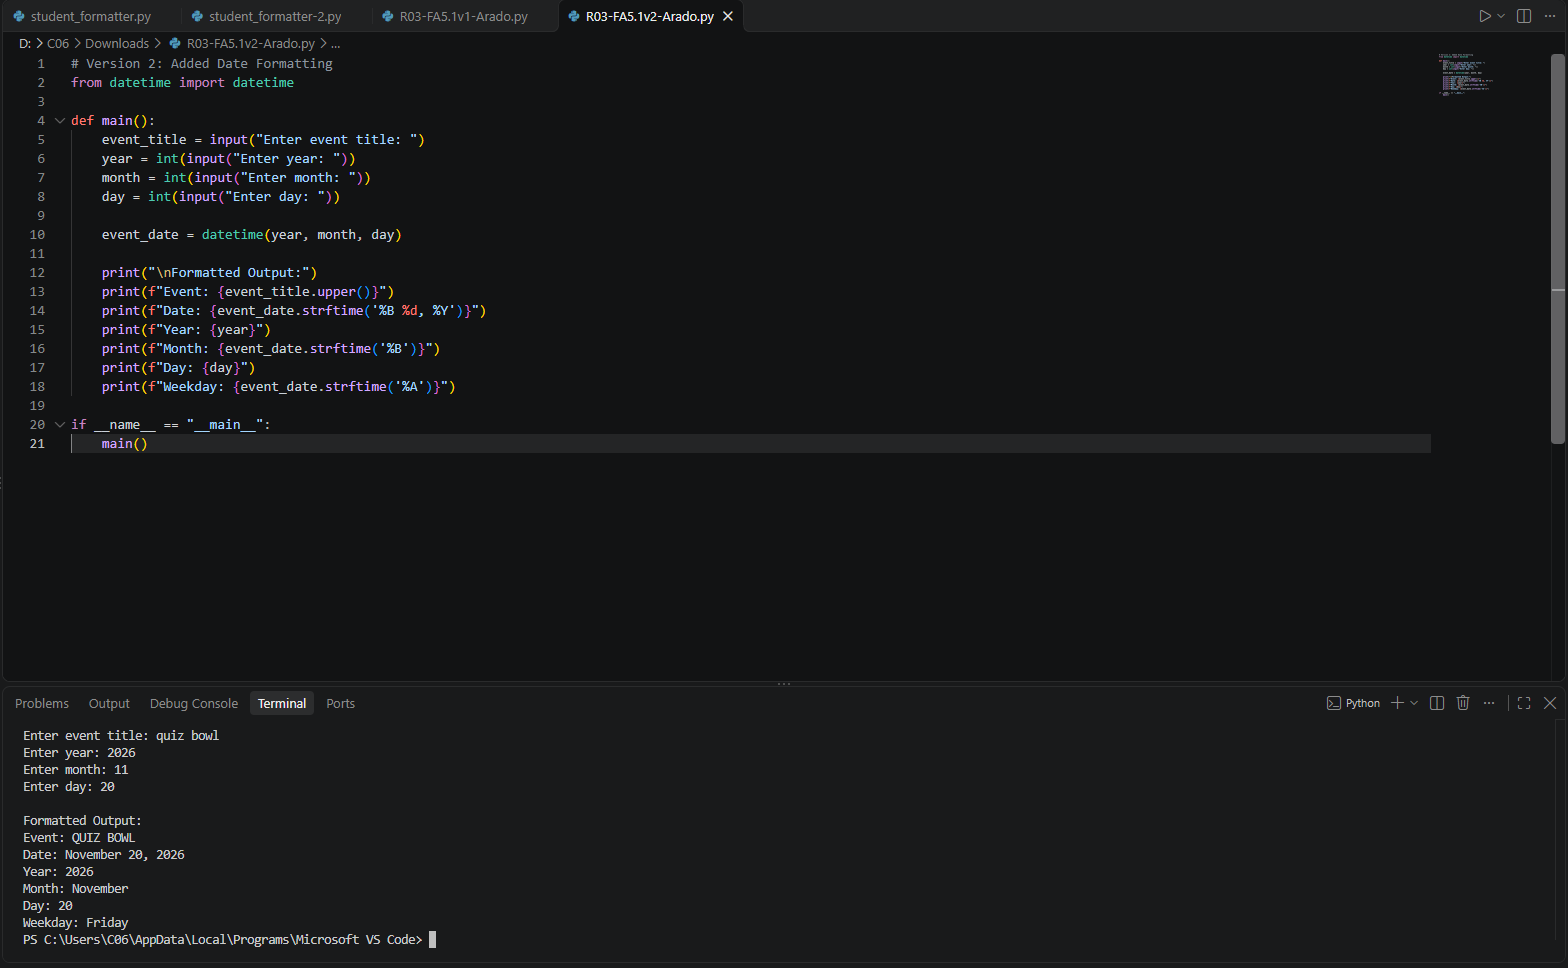 student_formatter.py student_formatter-2.py R03-FA5.1v1-Arado.py R03-FA5.1v2-Arado.py
D: > C06 > Downloads > R03-FA5.1v2-Arado.py > ...
1 # Version 2: Added Date Formatting
2 from datetime import datetime
3
4 def main():
5     event_title = input("Enter event title: ")
6     year = int(input("Enter year: "))
7     month = int(input("Enter month: "))
8     day = int(input("Enter day: "))
9
10     event_date = datetime(year, month, day)
11
12     print("\nFormatted Output:")
13     print(f"Event: {event_title.upper()}")
14     print(f"Date: {event_date.strftime('%B %d, %Y')}")
15     print(f"Year: {year}")
16     print(f"Month: {event_date.strftime('%B')}")
17     print(f"Day: {day}")
18     print(f"Weekday: {event_date.strftime('%A')}")
19
20 if __name__ == "__main__":
21     main()
Problems Output Debug Console Terminal Ports Python
Enter event title: quiz bowl
Enter year: 2026
Enter month: 11
Enter day: 20

Formatted Output:
Event: QUIZ BOWL
Date: November 20, 2026
Year: 2026
Month: November
Day: 20
Weekday: Friday
PS C:\Users\C06\AppData\Local\Programs\Microsoft VS Code>